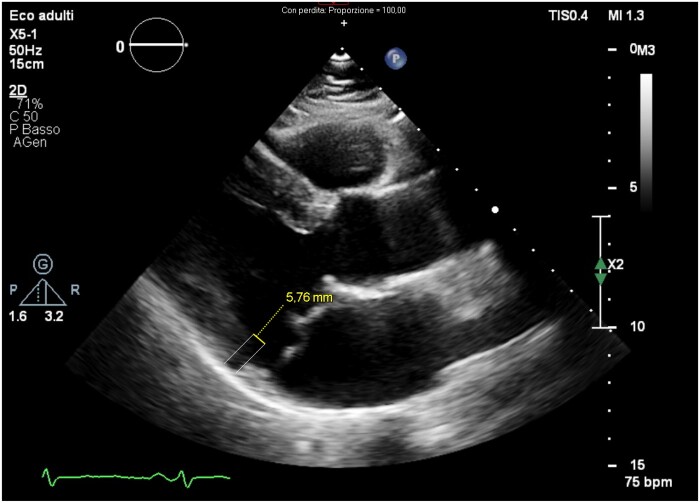 Con perdita: Proporzione = 100,00
Eco adulti
TIS0.4 MI 1.3
X5-1
50Hz
15cm
0
P
0
M3
2D
71%
C 50
P Basso
AGen
5
G
P R
1.6 3.2
X2
5,76 mm
10
15
75 bpm